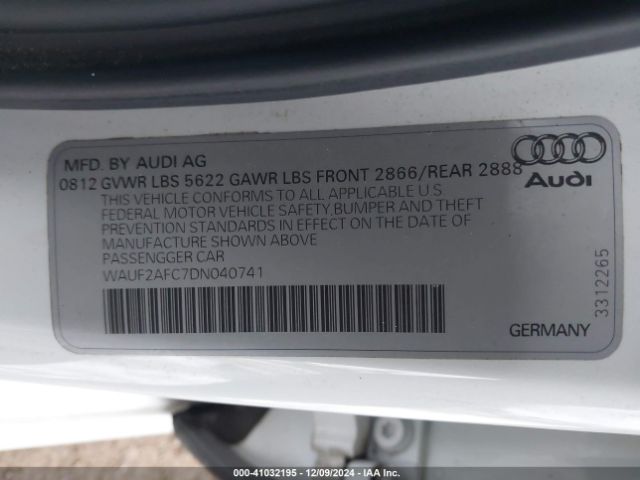 MFD. BY AUDI AG
0812 GVWR LBS 5622 GAWR LBS FRONT 2866/REAR 2888
THIS VEHICLE CONFORMS TO ALL APPLICABLE U.S.
FEDERAL MOTOR VEHICLE SAFETY,BUMPER AND THEFT
PREVENTION STANDARDS IN EFFECT ON THE DATE OF
MANUFACTURE SHOWN ABOVE
PASSENGGER CAR
WAUF2AFC7DN040741
Audi
3312265
GERMANY
000-41032195 - 12/09/2024 - IAA Inc.